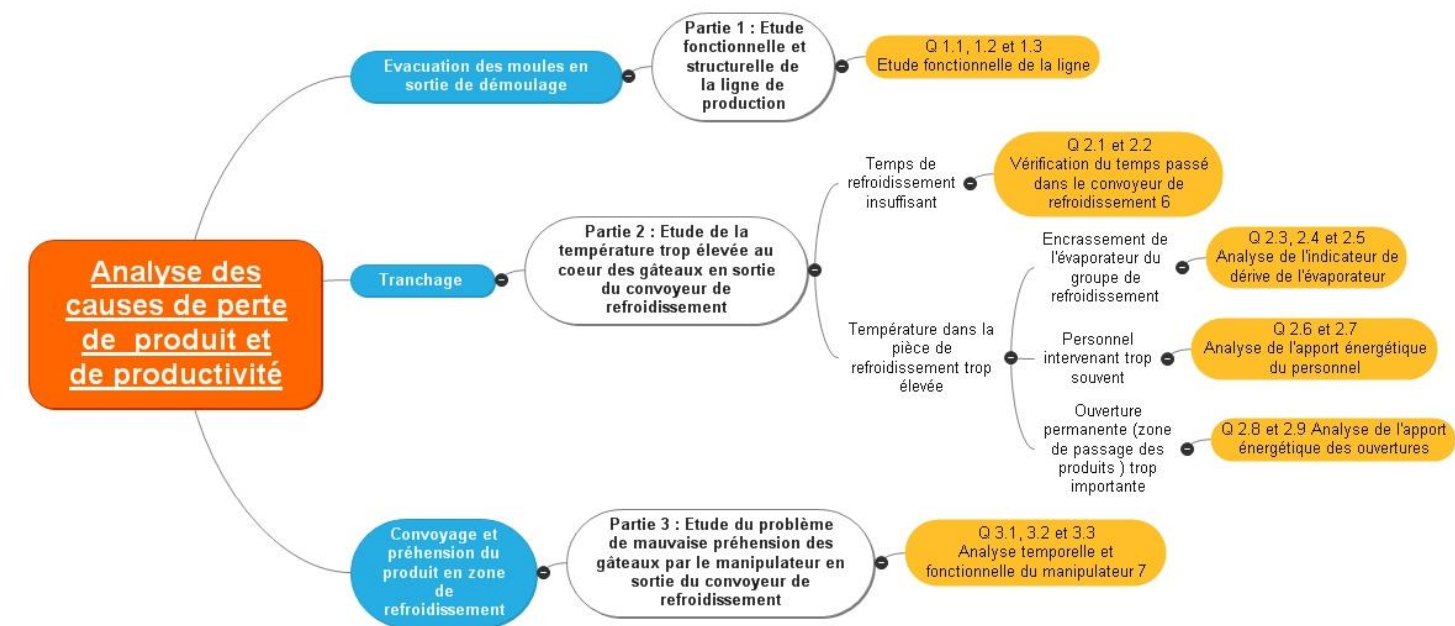 Analyse des
causes de perte
de produit et
de productivité
Evacuation des moules en
sortie de démoulage
Partie 1 : Etude
fonctionnelle et
structurelle de
la ligne de
production
Q 1.1, 1.2 et 1.3
Etude fonctionnelle de la ligne
Tranchage
Partie 2 : Etude de la
température trop élevée au
coeur des gâteaux en sortie
du convoyeur de
refroidissement
Temps de
refroidissement
insuffisant
Q 2.1 et 2.2
Vérification du temps passé
dans le convoyeur de
refroidissement 6
Température dans la
pièce de
refroidissement trop
élevée
Encrassement de
l'évaporateur du
groupe de
refroidissement
Q 2.3, 2.4 et 2.5
Analyse de l'indicateur de
dérive de l'évaporateur
Personnel
intervenant trop
souvent
Q 2.6 et 2.7
Analyse de l'apport énergétique
du personnel
Ouverture
permanente (zone
de passage des
produits ) trop
importante
Q 2.8 et 2.9 Analyse de l'apport
énergétique des ouvertures
Convoyage et
préhension du
produit en zone
de
refroidissement
Partie 3 : Etude du problème
de mauvaise préhension des
gâteaux par le manipulateur en
sortie du convoyeur de
refroidissement
Q 3.1, 3.2 et 3.3
Analyse temporelle et
fonctionnelle du manipulateur 7